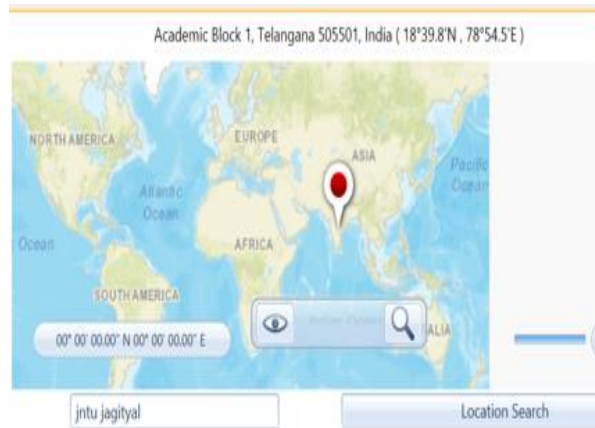 Academic Block 1, Telangana 505501, India ( 18°39.8'N , 78°54.5'E )
NORTH AMERICA
EUROPE
ASIA
Atlantic
Ocean
Pacific
Ocean
Ocean
AFRICA
SOUTH AMERICA
ALIA
00° 00' 00.00" N 00° 00' 00.00" E
jntu jagityal
Location Search